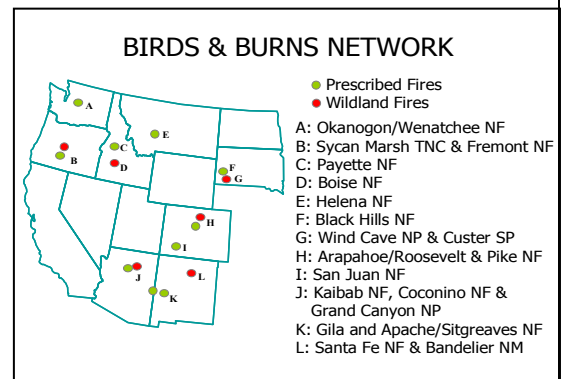 BIRDS & BURNS NETWORK
Prescribed Fires
Wildland Fires
A: Okanogon/Wenatchee NF
B: Sycan Marsh TNC & Fremont NF
C: Payette NF
D: Boise NF
E: Helena NF
F: Black Hills NF
G: Wind Cave NP & Custer SP
H: Arapahoe/Roosevelt & Pike NF
I: San Juan NF
J: Kaibab NF, Coconino NF &
Grand Canyon NP
K: Gila and Apache/Sitgreaves NF
L: Santa Fe NF & Bandelier NM
A
B
C
D
E
F
G
H
I
J
K
L